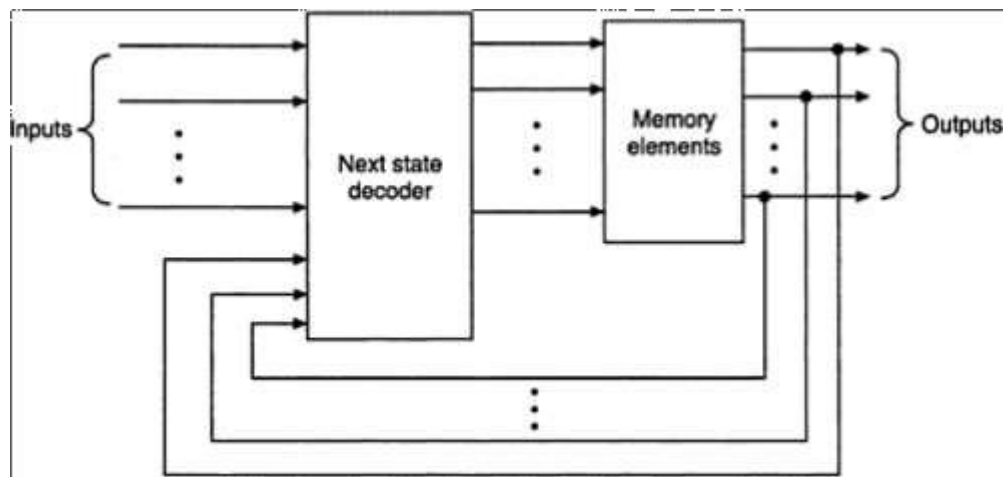 Inputs
Next state
decoder
Memory
elements
Outputs